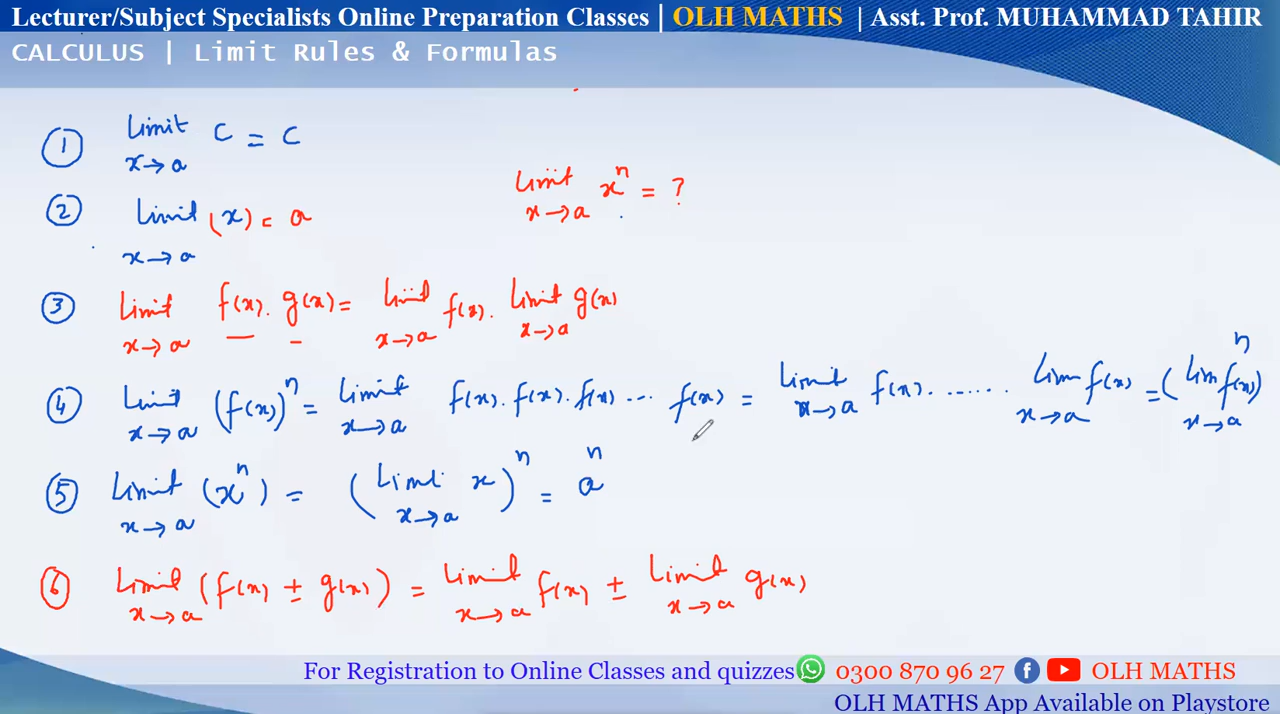 Lecturer/Subject Specialists Online Preparation Classes | OLH MATHS | Asst. Prof. MUHAMMAD TAHIR
CALCULUS | Limit Rules & Formulas
① Limit C = C
x→a
Limit xⁿ = ?
x→a
② Limit (x) = a
x→a
③ Limit f(x). g(x) = Limit f(x). Limit g(x)
x→a x→a x→a
④ Limit (f(x))ⁿ = Limit f(x). f(x). f(x) ... f(x) = Limit f(x). ....... Lim f(x) = (Lim f(x))ⁿ
x→a x→a x→a x→a x→a
⑤ Limit (xⁿ) = (Limit x)ⁿ = aⁿ
x→a x→a
⑥ Limit (f(x) ± g(x)) = Limit f(x) ± Limit g(x)
x→a x→a x→a
For Registration to Online Classes and quizzes 0300 870 96 27 OLH MATHS
OLH MATHS App Available on Playstore